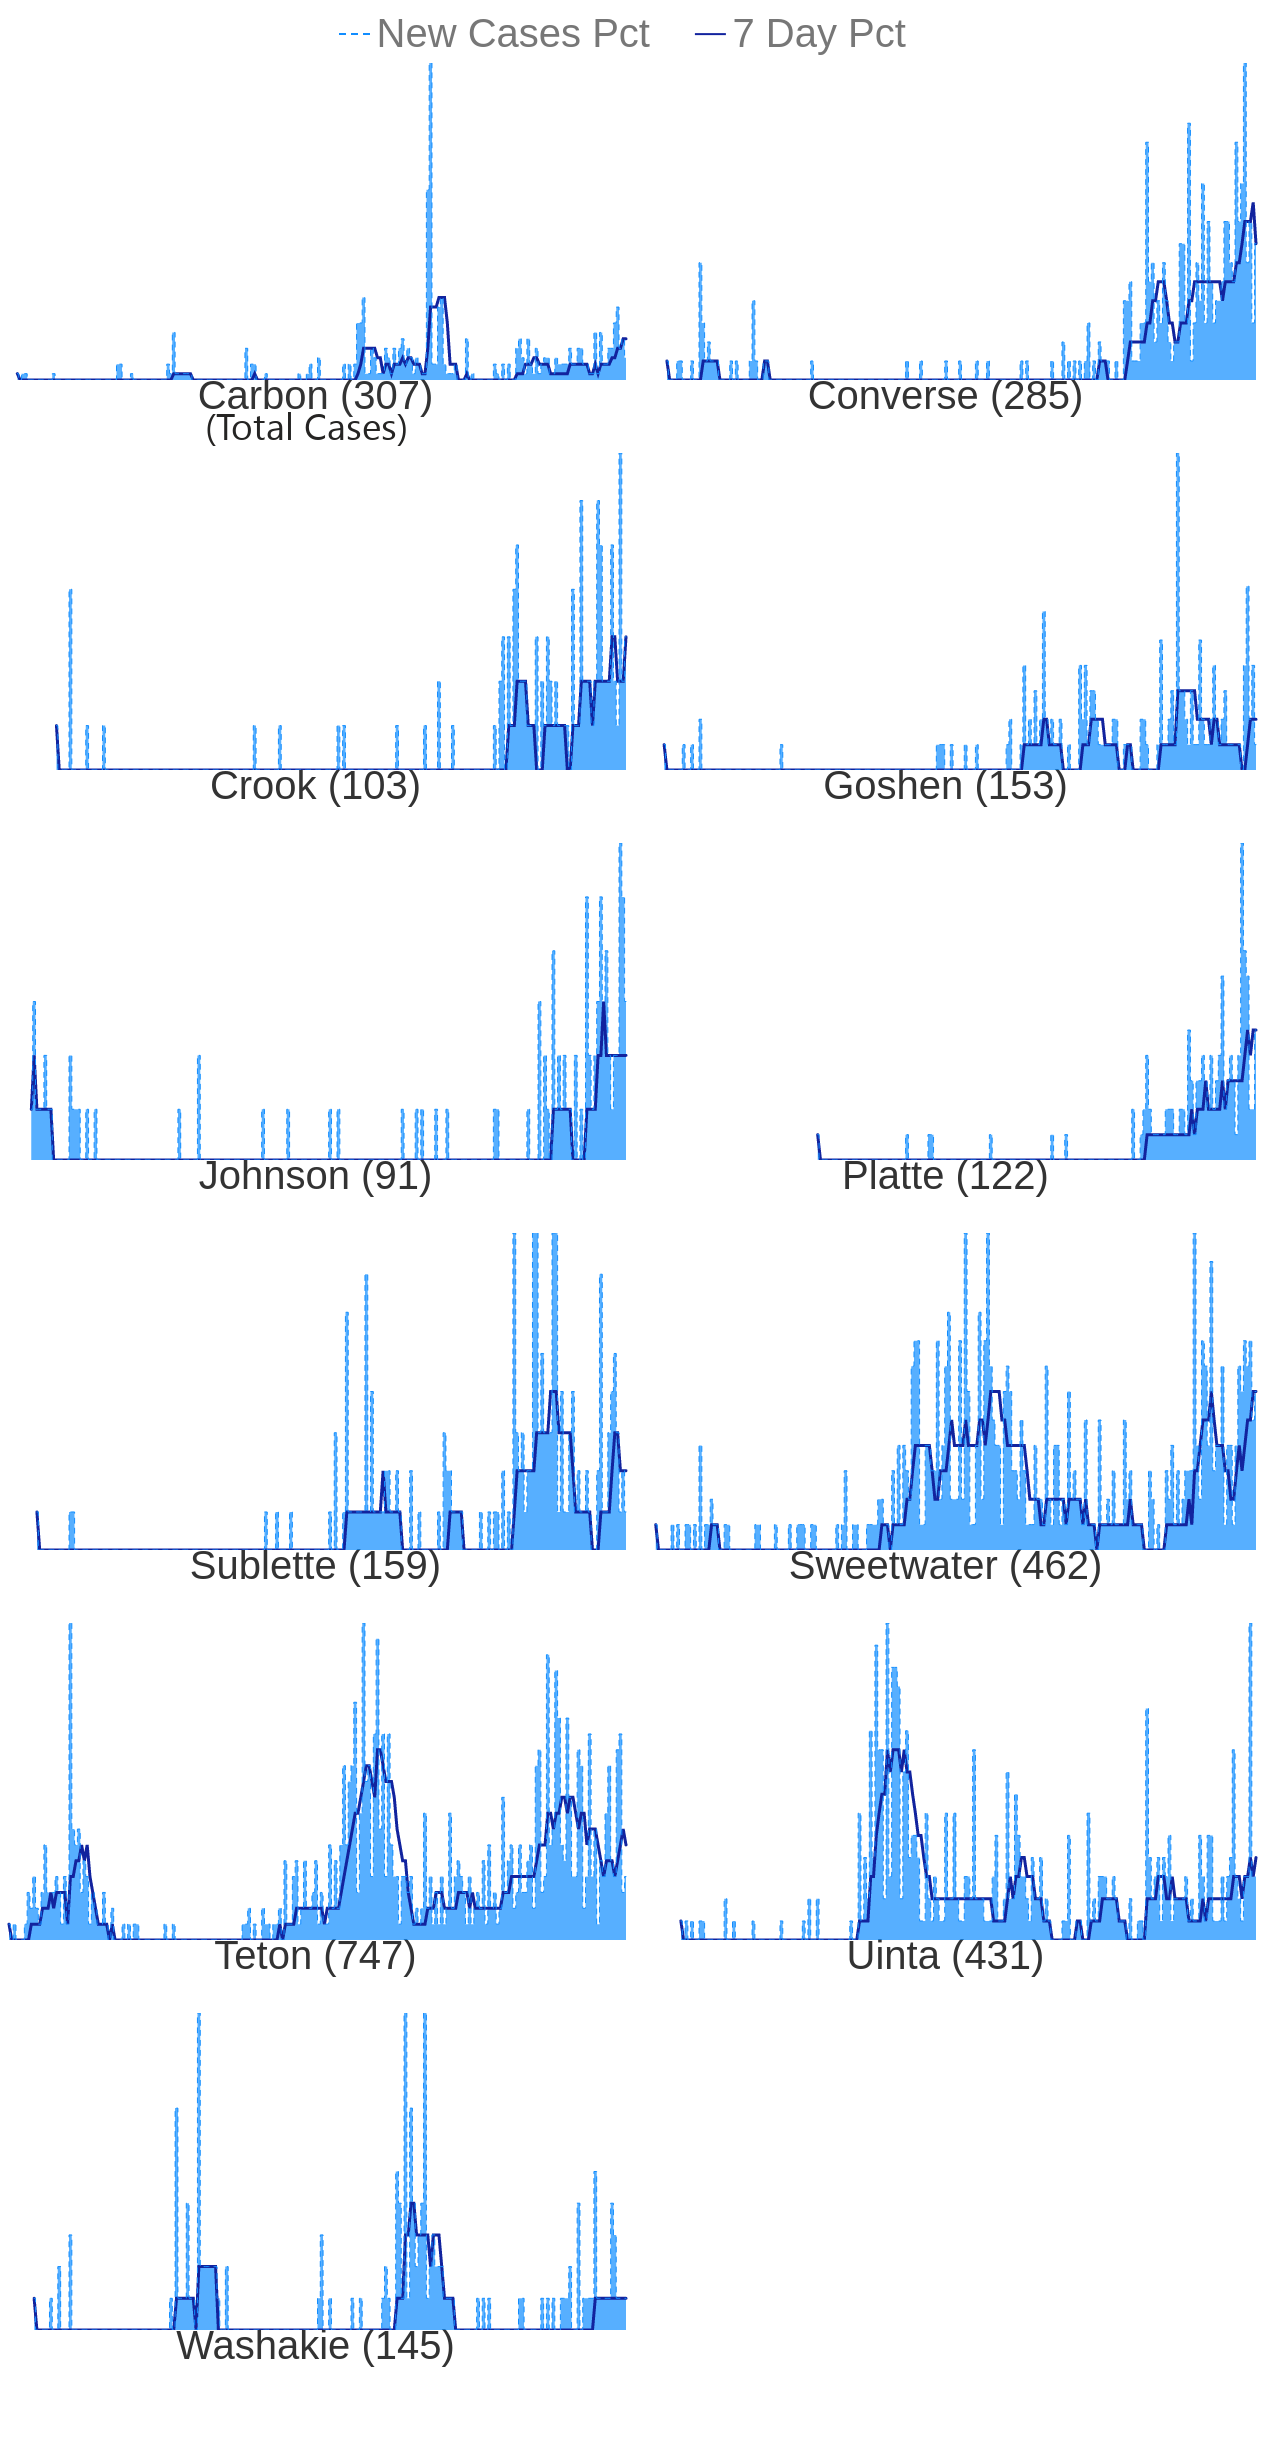 New Cases Pct 7 Day Pct
Carbon (307) Converse (285)
(Total Cases)
Crook (103) Goshen (153)
Johnson (91) Platte (122)
Sublette (159) Sweetwater (462)
Teton (747) Uinta (431)
Washakie (145)